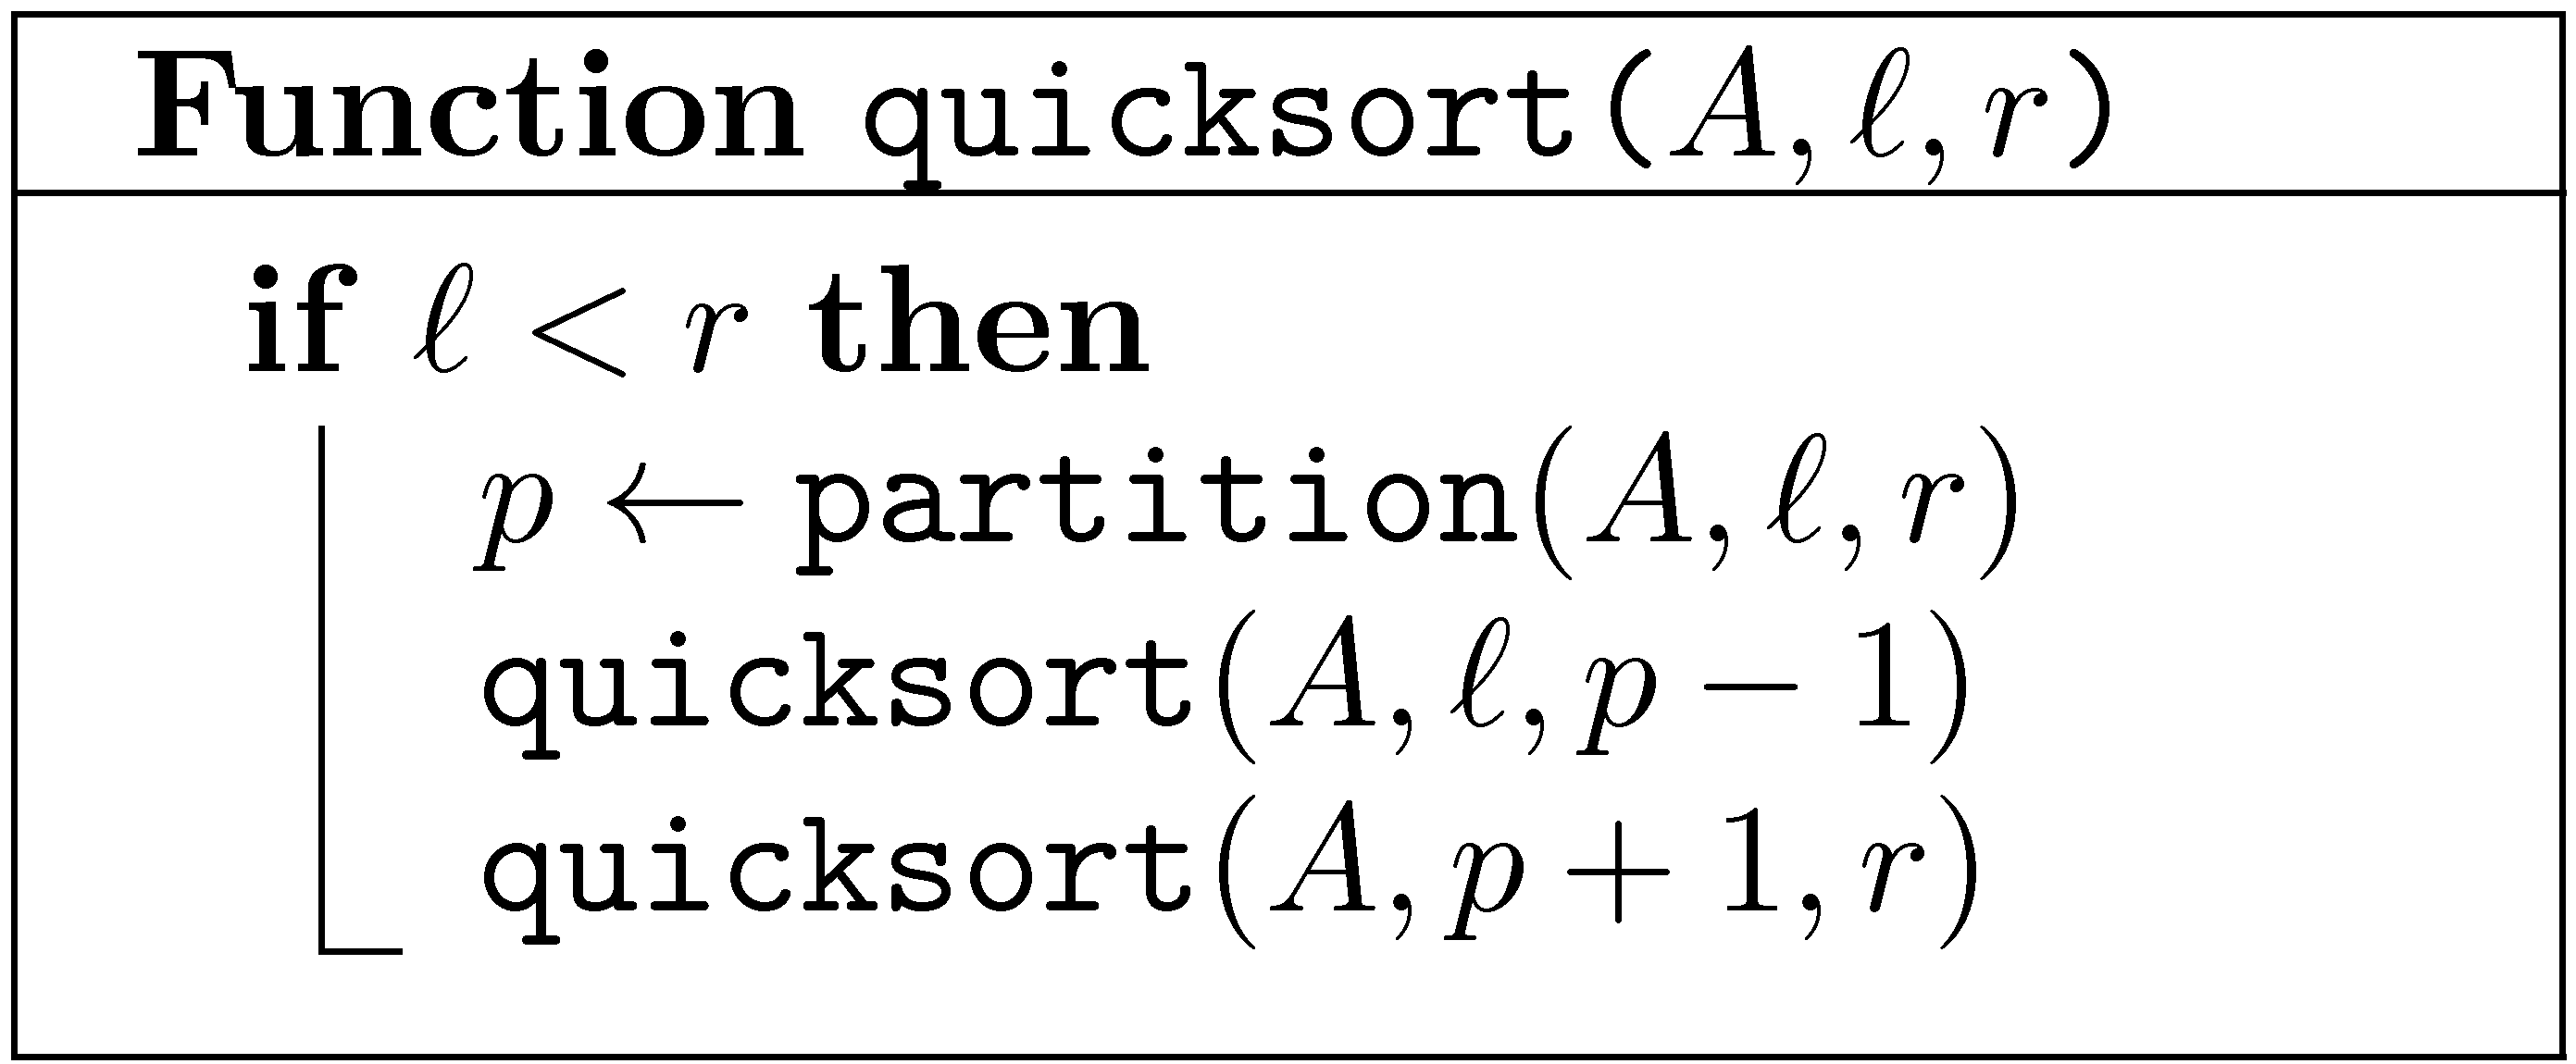 Function quicksort(A, ℓ, r)
if ℓ < r then
p ← partition(A, ℓ, r)
quicksort(A, ℓ, p − 1)
quicksort(A, p + 1, r)